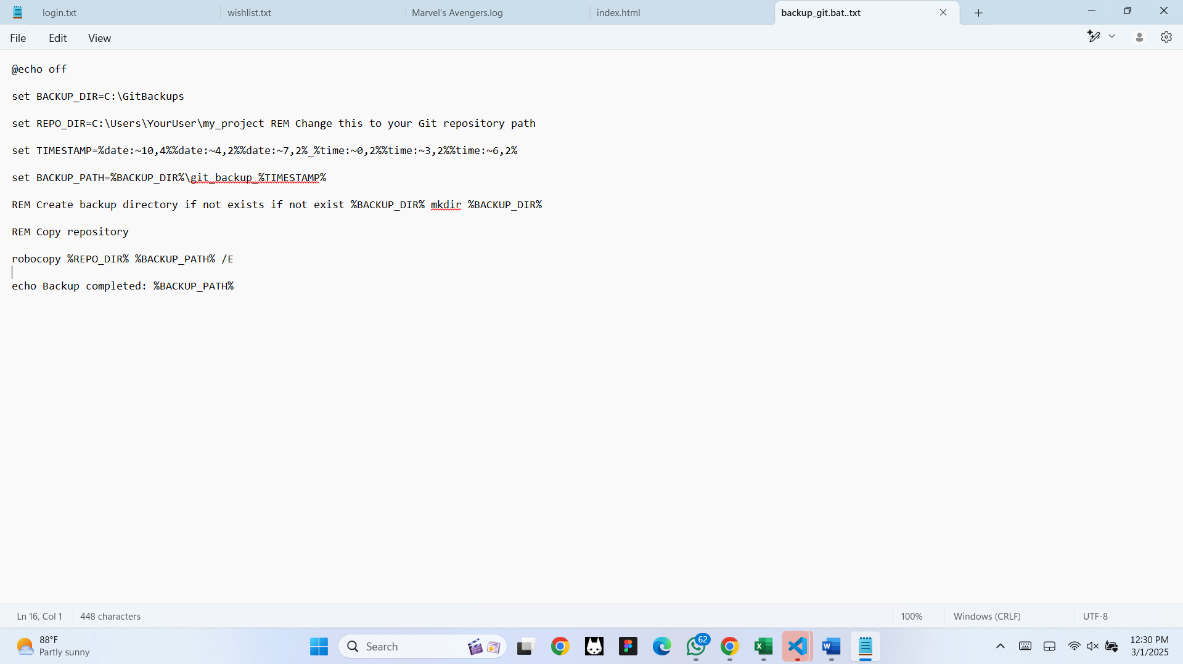 login.txt
wishlist.txt
Marvel's Avengers.log
index.html
backup_git.bat..txt
File
Edit
View
@echo off
set BACKUP_DIR=C:\GitBackups
set REPO_DIR=C:\Users\YourUser\my_project REM Change this to your Git repository path
set TIMESTAMP=%date:~10,4%%date:~4,2%%date:~7,2%_%time:~0,2%%time:~3,2%%time:~6,2%
set BACKUP_PATH=%BACKUP_DIR%\git_backup_%TIMESTAMP%
REM Create backup directory if not exists if not exist %BACKUP_DIR% mkdir %BACKUP_DIR%
REM Copy repository
robocopy %REPO_DIR% %BACKUP_PATH% /E
echo Backup completed: %BACKUP_PATH%
Ln 16, Col 1
448 characters
100%
Windows (CRLF)
UTF-8
88°F
Partly sunny
Search
62
12:30 PM
3/1/2025